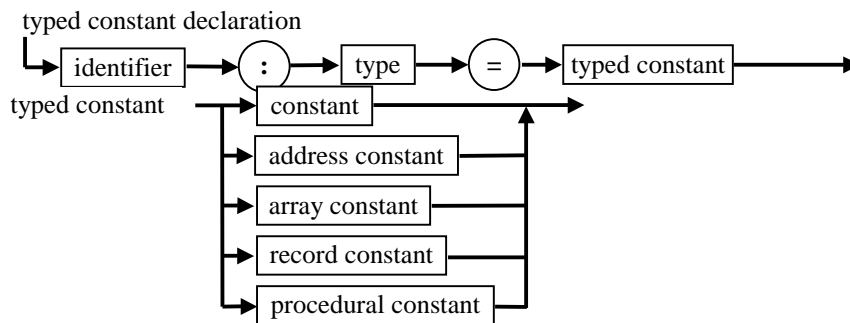 typed constant declaration
identifier : type = typed constant
typed constant constant
address constant
array constant
record constant
procedural constant